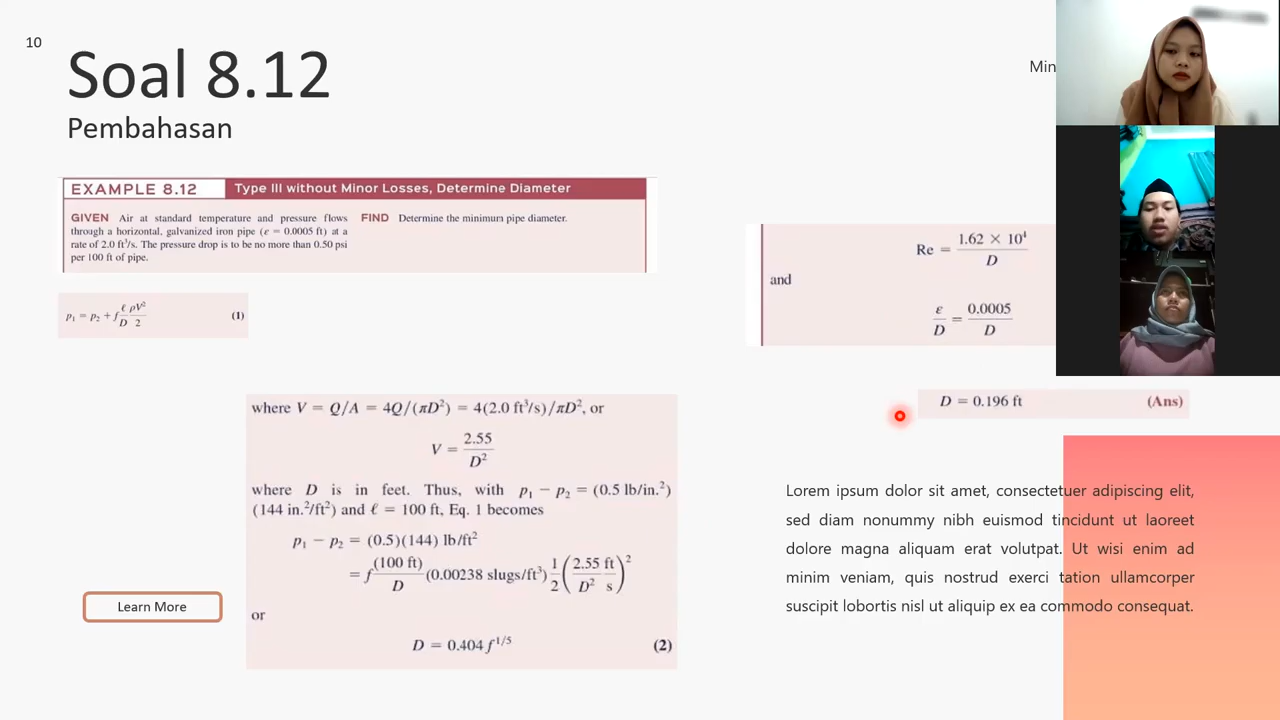 10
Soal 8.12
Pembahasan
Min
EXAMPLE 8.12 Type III without Minor Losses, Determine Diameter
GIVEN Air at standard temperature and pressure flows
through a horizontal, galvanized iron pipe (ε = 0.0005 ft) at a
rate of 2.0 ft³/s. The pressure drop is to be no more than 0.50 psi
per 100 ft of pipe.
FIND Determine the minimum pipe diameter.
p₁ = p₂ + f ℓ/D ρV²/2 (1)
where V = Q/A = 4Q/(πD²) = 4(2.0 ft³/s)/πD², or
V = 2.55/D²
where D is in feet. Thus, with p₁ − p₂ = (0.5 lb/in.²)
(144 in.²/ft²) and ℓ = 100 ft, Eq. 1 becomes
p₁ − p₂ = (0.5)(144) lb/ft²
= f (100 ft)/D (0.00238 slugs/ft³) 1/2 (2.55/D² ft/s)²
or
D = 0.404 f^1/5 (2)
Learn More
Re = 1.62 × 10⁴/D
and
ε/D = 0.0005/D
D = 0.196 ft (Ans)
Lorem ipsum dolor sit amet, consectetuer adipiscing elit,
sed diam nonummy nibh euismod tincidunt ut laoreet
dolore magna aliquam erat volutpat. Ut wisi enim ad
minim veniam, quis nostrud exerci tation ullamcorper
suscipit lobortis nisl ut aliquip ex ea commodo consequat.